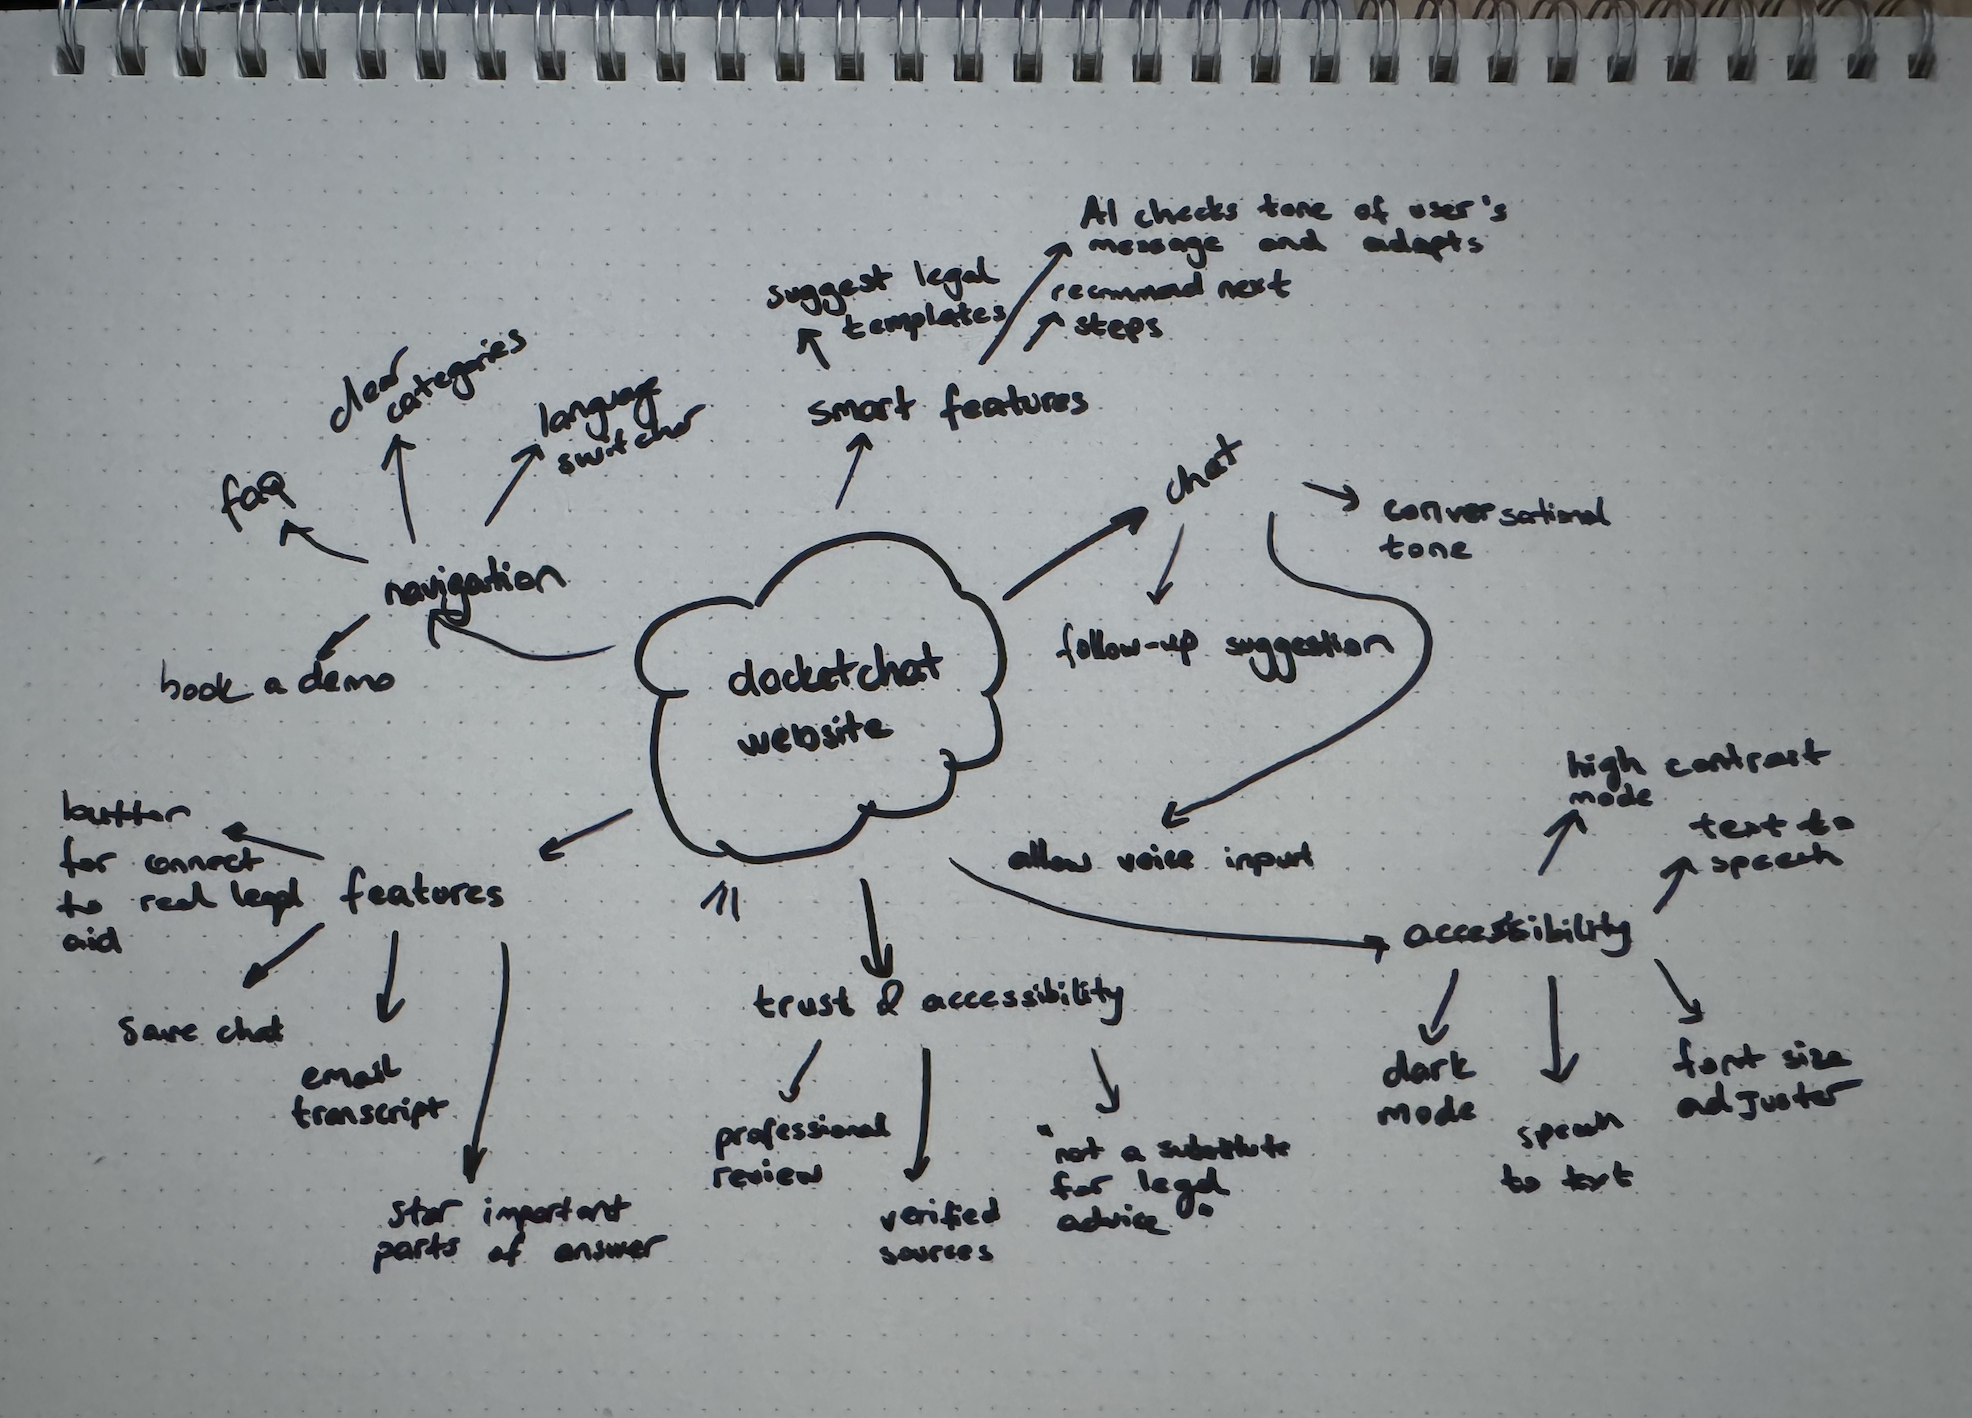 AI checks tone of user's
message and adapts
suggest legal
templates
recommend next
steps
smart features
clear
categories
language
switcher
faq
navigation
book a demo
chat
conversational
tone
follow-up suggestion
allow voice input
docketchat
website
button
for connect
to real legal
aid
features
save chat
email
transcript
star important
parts of answer
trust & accessibility
professional
review
verified
sources
"not a substitute
for legal
advice"
high contrast
mode
text to
speech
accessibility
dark
mode
speech
to text
font size
adjuster